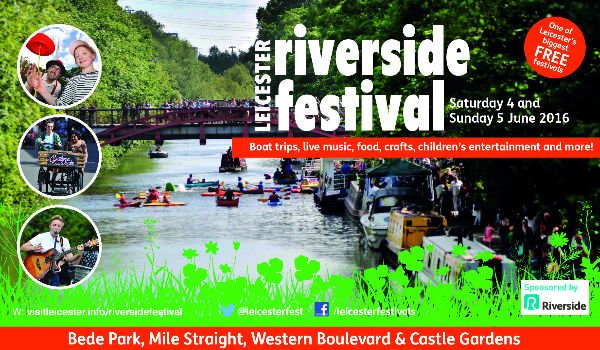 LEICESTER
riverside
festival
One of
Leicester's
biggest
FREE
festivals
Saturday 4 and
Sunday 5 June 2016
Boat trips, live music, food, crafts, children's entertainment and more!
W: visitleicester.info/riversidefestival
@leicesterfest
/leicesterfestivals
Sponsored by
Riverside
Bede Park, Mile Straight, Western Boulevard & Castle Gardens